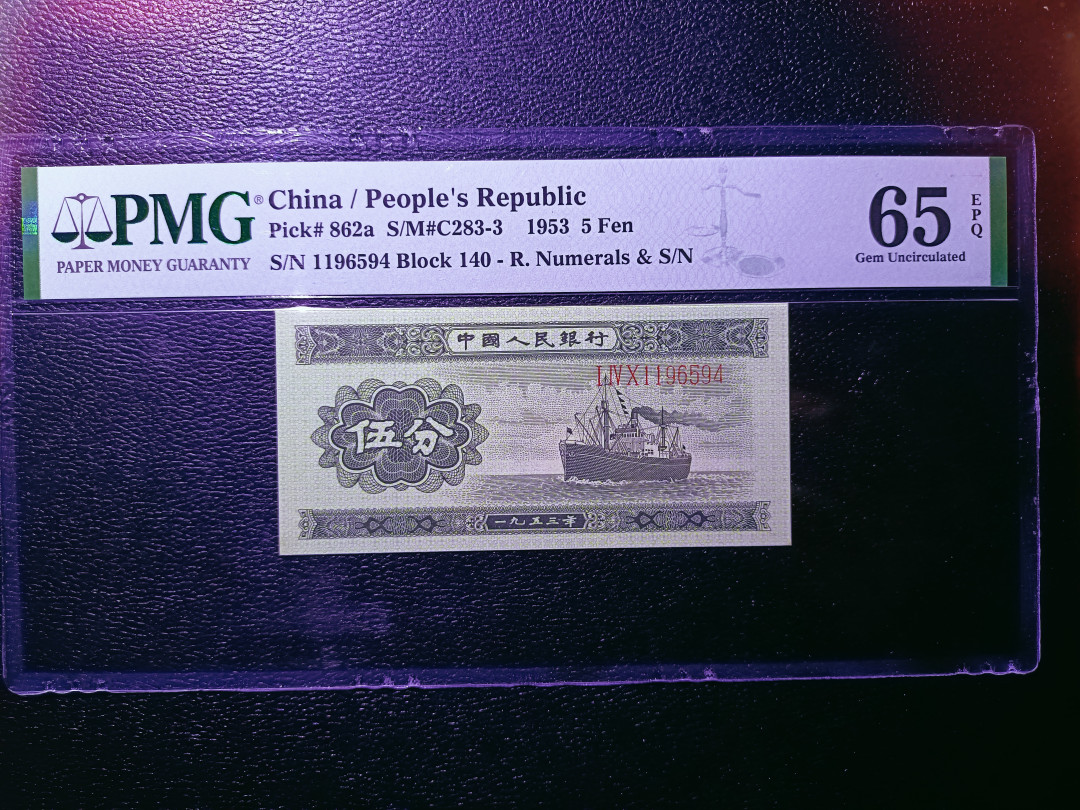 PMG® China / People's Republic
Pick# 862a S/M#C283-3 1953 5 Fen
PAPER MONEY GUARANTY S/N 1196594 Block 140 - R. Numerals & S/N
65 EPQ
Gem Uncirculated
中國人民銀行
I IV X 1196594
伍分
一九五三年